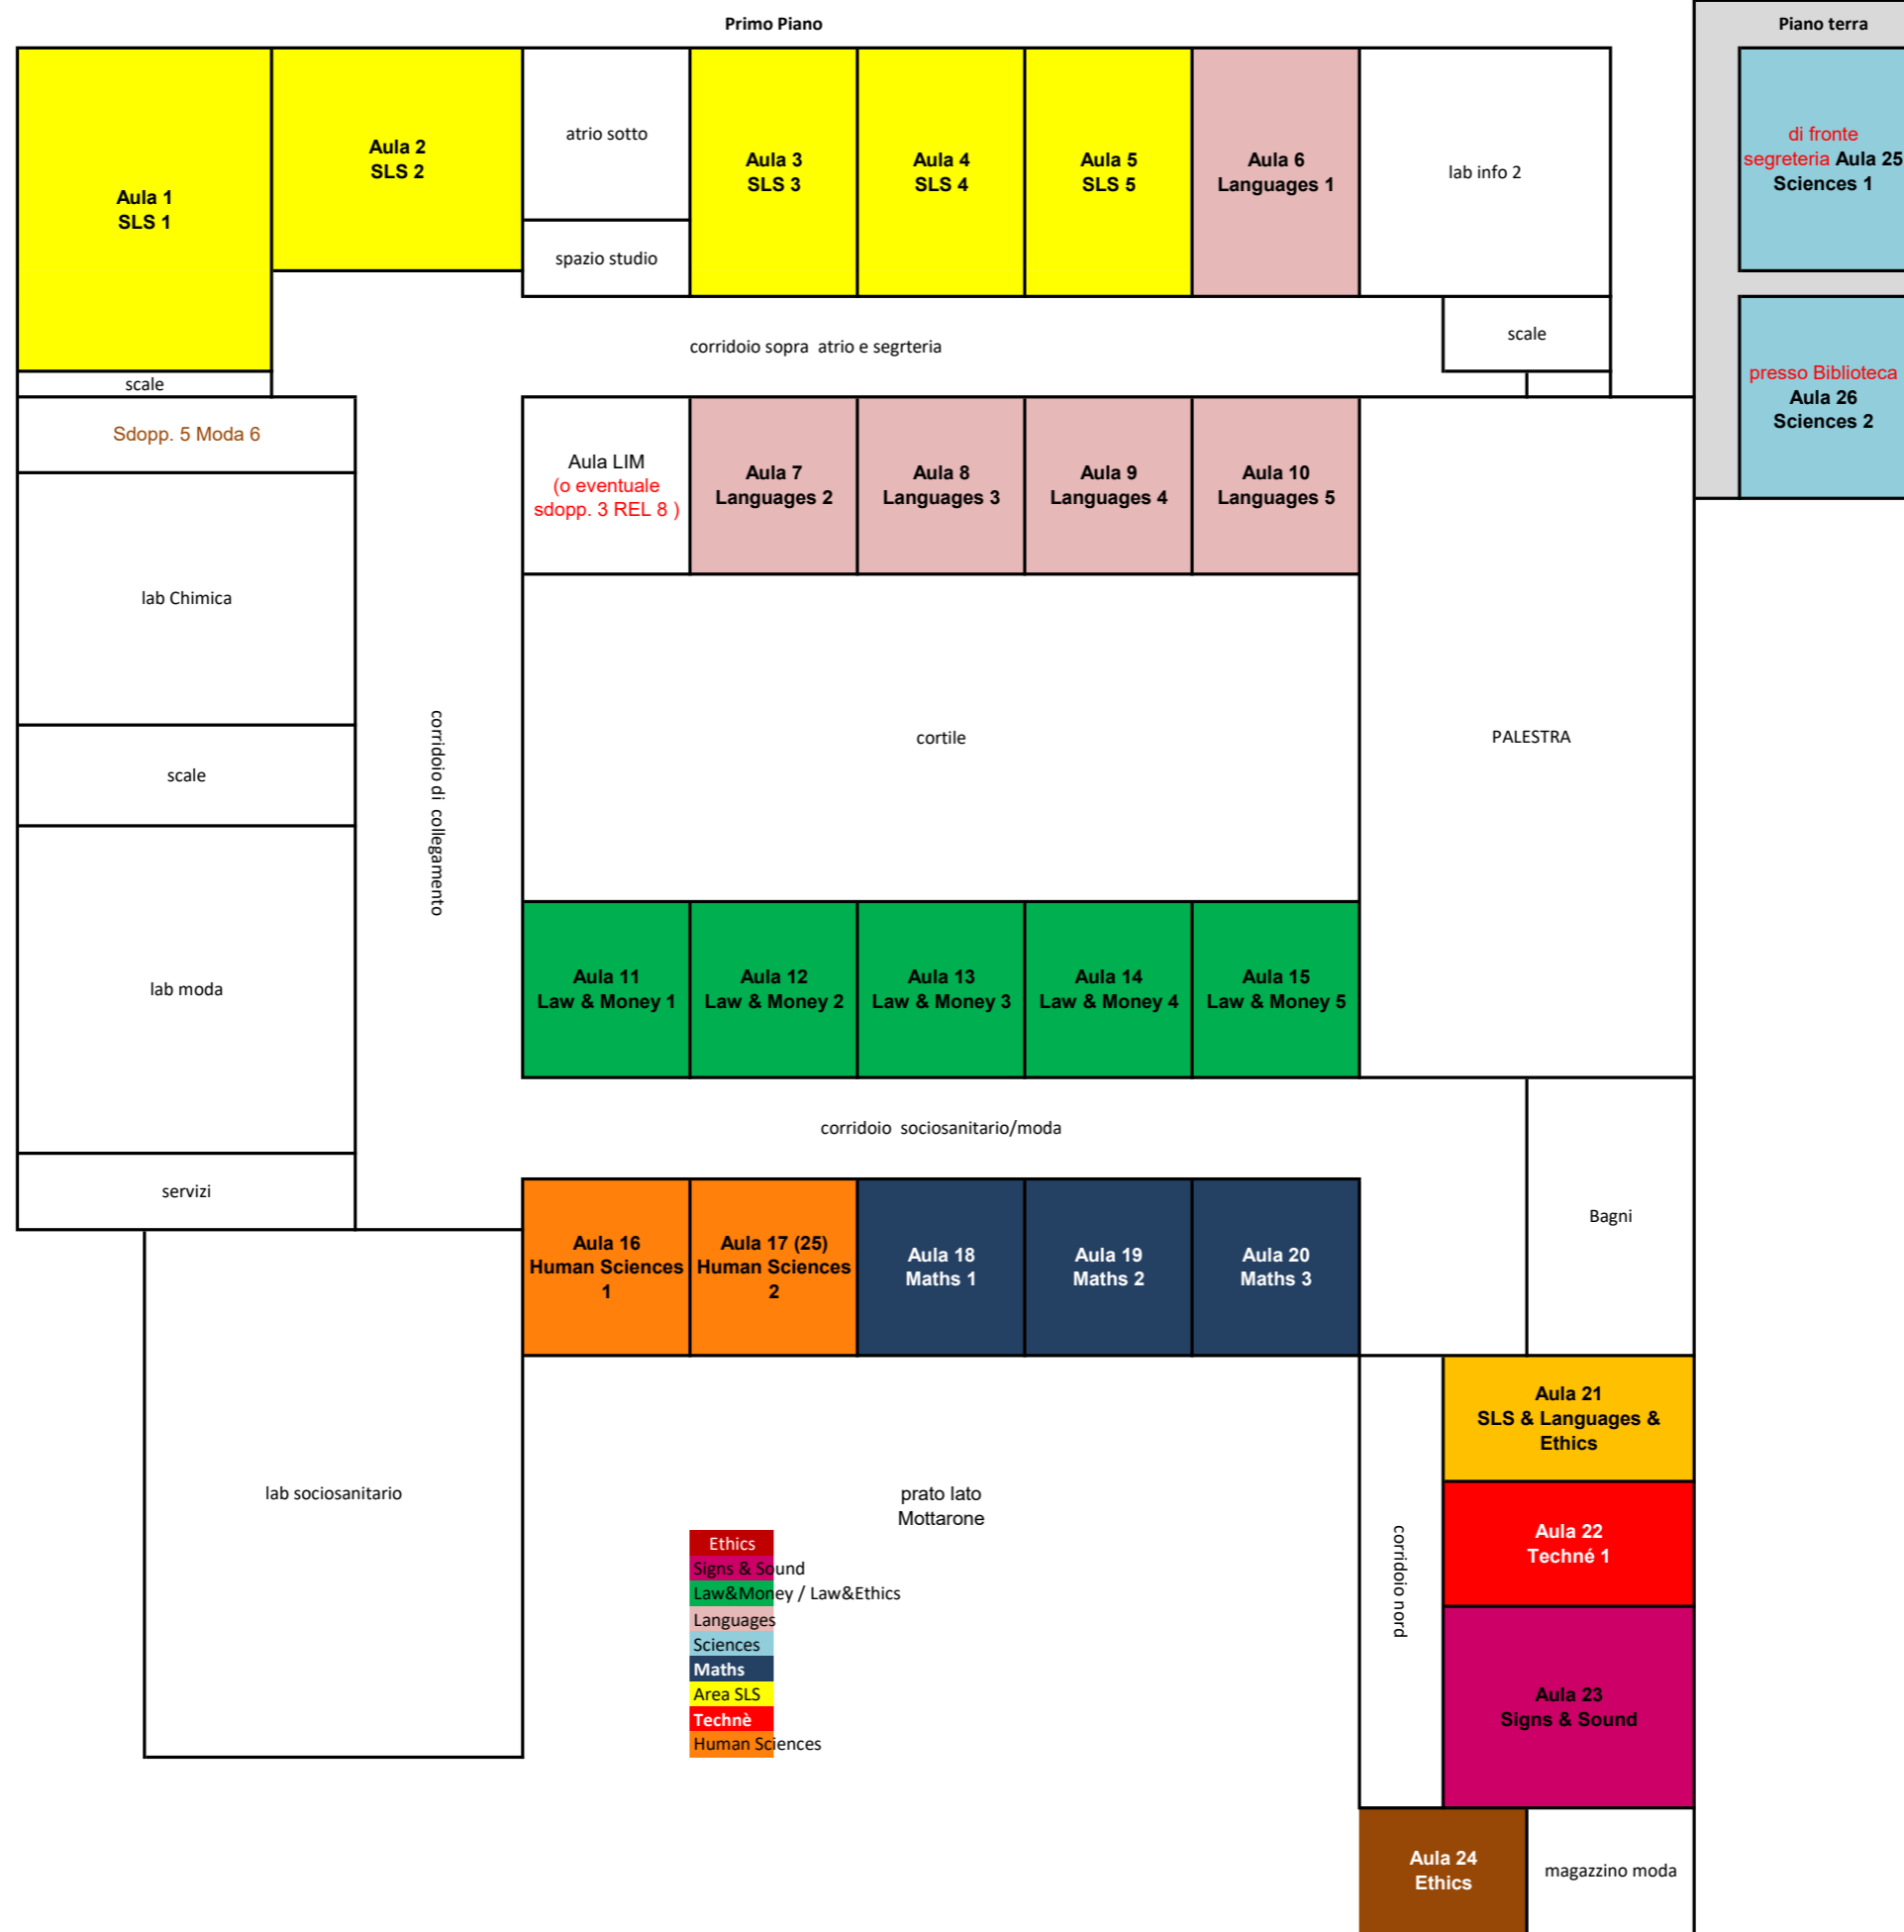 Primo Piano
Piano terra
Aula 1
SLS 1
Aula 2
SLS 2
atrio sotto
spazio studio
Aula 3
SLS 3
Aula 4
SLS 4
Aula 5
SLS 5
Aula 6
Languages 1
lab info 2
di fronte
segreteria Aula 25
Sciences 1
corridoio sopra atrio e segrteria
scale
scale
presso Biblioteca
Aula 26
Sciences 2
Sdopp. 5 Moda 6
Aula LIM
(o eventuale
sdopp. 3 REL 8 )
Aula 7
Languages 2
Aula 8
Languages 3
Aula 9
Languages 4
Aula 10
Languages 5
lab Chimica
scale
corridoio di collegamento
cortile
PALESTRA
lab moda
Aula 11
Law & Money 1
Aula 12
Law & Money 2
Aula 13
Law & Money 3
Aula 14
Law & Money 4
Aula 15
Law & Money 5
corridoio sociosanitario/moda
servizi
Aula 16
Human Sciences
1
Aula 17 (25)
Human Sciences
2
Aula 18
Maths 1
Aula 19
Maths 2
Aula 20
Maths 3
Bagni
Aula 21
SLS & Languages &
Ethics
lab sociosanitario
prato lato
Mottarone
corridoio nord
Aula 22
Techné 1
Aula 23
Signs & Sound
Ethics
Signs & Sound
Law&Money / Law&Ethics
Languages
Sciences
Maths
Area SLS
Technè
Human Sciences
Aula 24
Ethics
magazzino moda